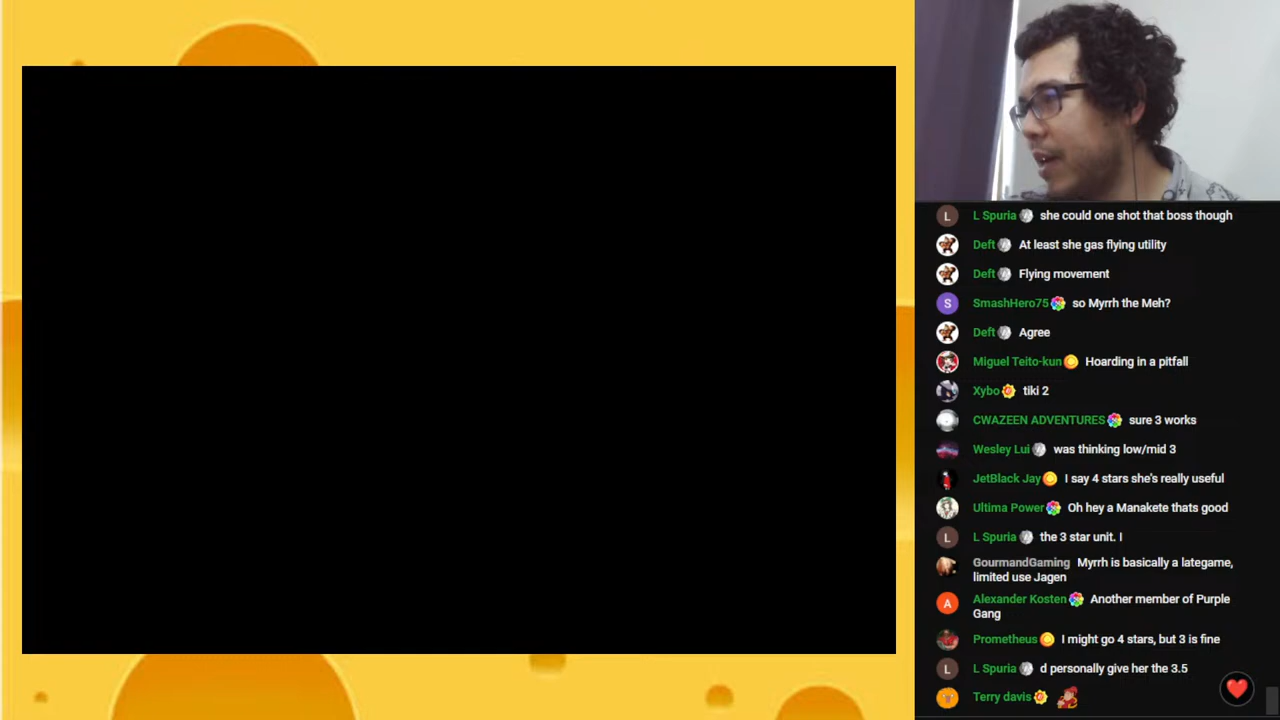 L Spuria she could one shot that boss though
Deft At least she gas flying utility
Deft Flying movement
SmashHero75 so Myrrh the Meh?
Deft Agree
Miguel Teito-kun Hoarding in a pitfall
Xybo tiki 2
CWAZEEN ADVENTURES sure 3 works
Wesley Lui was thinking low/mid 3
JetBlack Jay I say 4 stars she's really useful
Ultima Power Oh hey a Manakete thats good
L Spuria the 3 star unit. I
GourmandGaming Myrrh is basically a lategame,
limited use Jagen
Alexander Kosten Another member of Purple
Gang
Prometheus I might go 4 stars, but 3 is fine
L Spuria d personally give her the 3.5
Terry davis
L
L
S
L
A
L